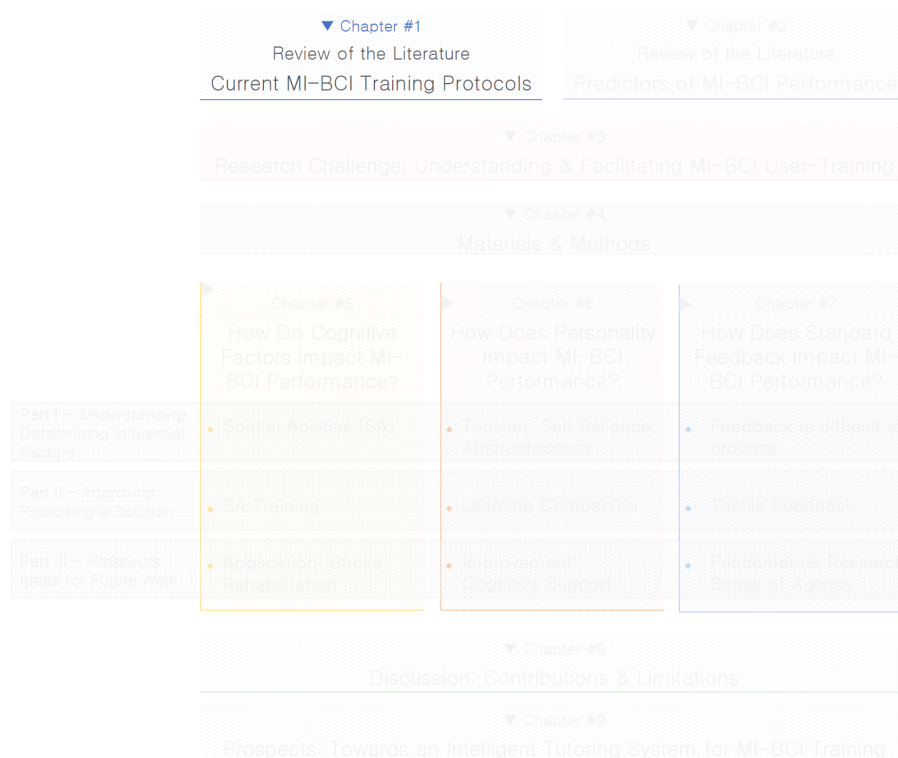 ▼ Chapter #1
Review of the Literature
Current MI-BCI Training Protocols
▼ Chapter #2
Review of the Literature
Predictors of MI-BCI Performance
▼ Chapter #3
Research Challenge: Understanding & Facilitating MI-BCI User-Training
▼ Chapter #4
Materials & Methods
Chapter #5
How Do Cognitive
Factors Impact MI-
BCI Performance?
Chapter #6
How Does Personality
Impact MI-BCI
Performance?
Chapter #7
How Does Standard
Feedback Impact MI-
BCI Performance?
Part I - Understanding
Determining Influential
Factors
Spatial Abilities (SA)
Tension, Self Reliance,
Abstractedness
Feedback is difficult to
process
Part II - Improving
Proposing a Solution
SA Training
Learning Companion
Tactile Feedback
Part III - Prospects
Ideas for Future Work
Application: Stroke
Rehabilitation
Improvement:
Cognitive Support
Fundamental Research
Sense of Agency
▼ Chapter #8
Discussion: Contributions & Limitations
▼ Chapter #9
Prospects: Towards an Intelligent Tutoring System for MI-BCI Training